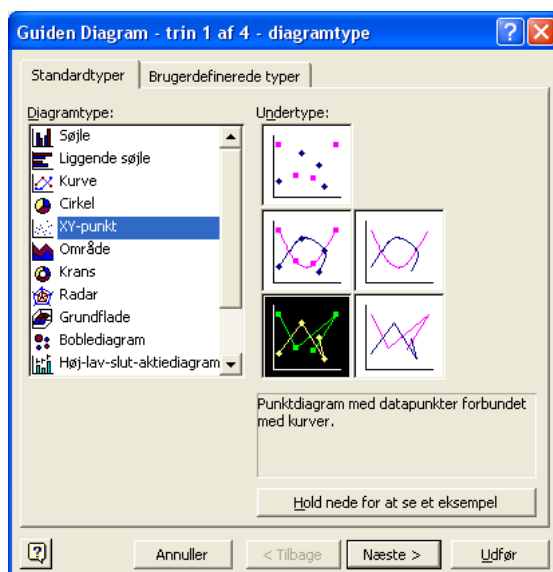 Guiden Diagram - trin 1 af 4 - diagramtype
Standardtyper
Brugerdefinerede typer
Diagramtype:
Søjle
Liggende søjle
Kurve
Cirkel
XY-punkt
Område
Krans
Radar
Grundflade
Boblediagram
Høj-lav-slut-aktiediagram
Undertype:
Punktdiagram med datapunkter forbundet
med kurver.
Hold nede for at se et eksempel
Annuller
< Tilbage
Næste >
Udfør